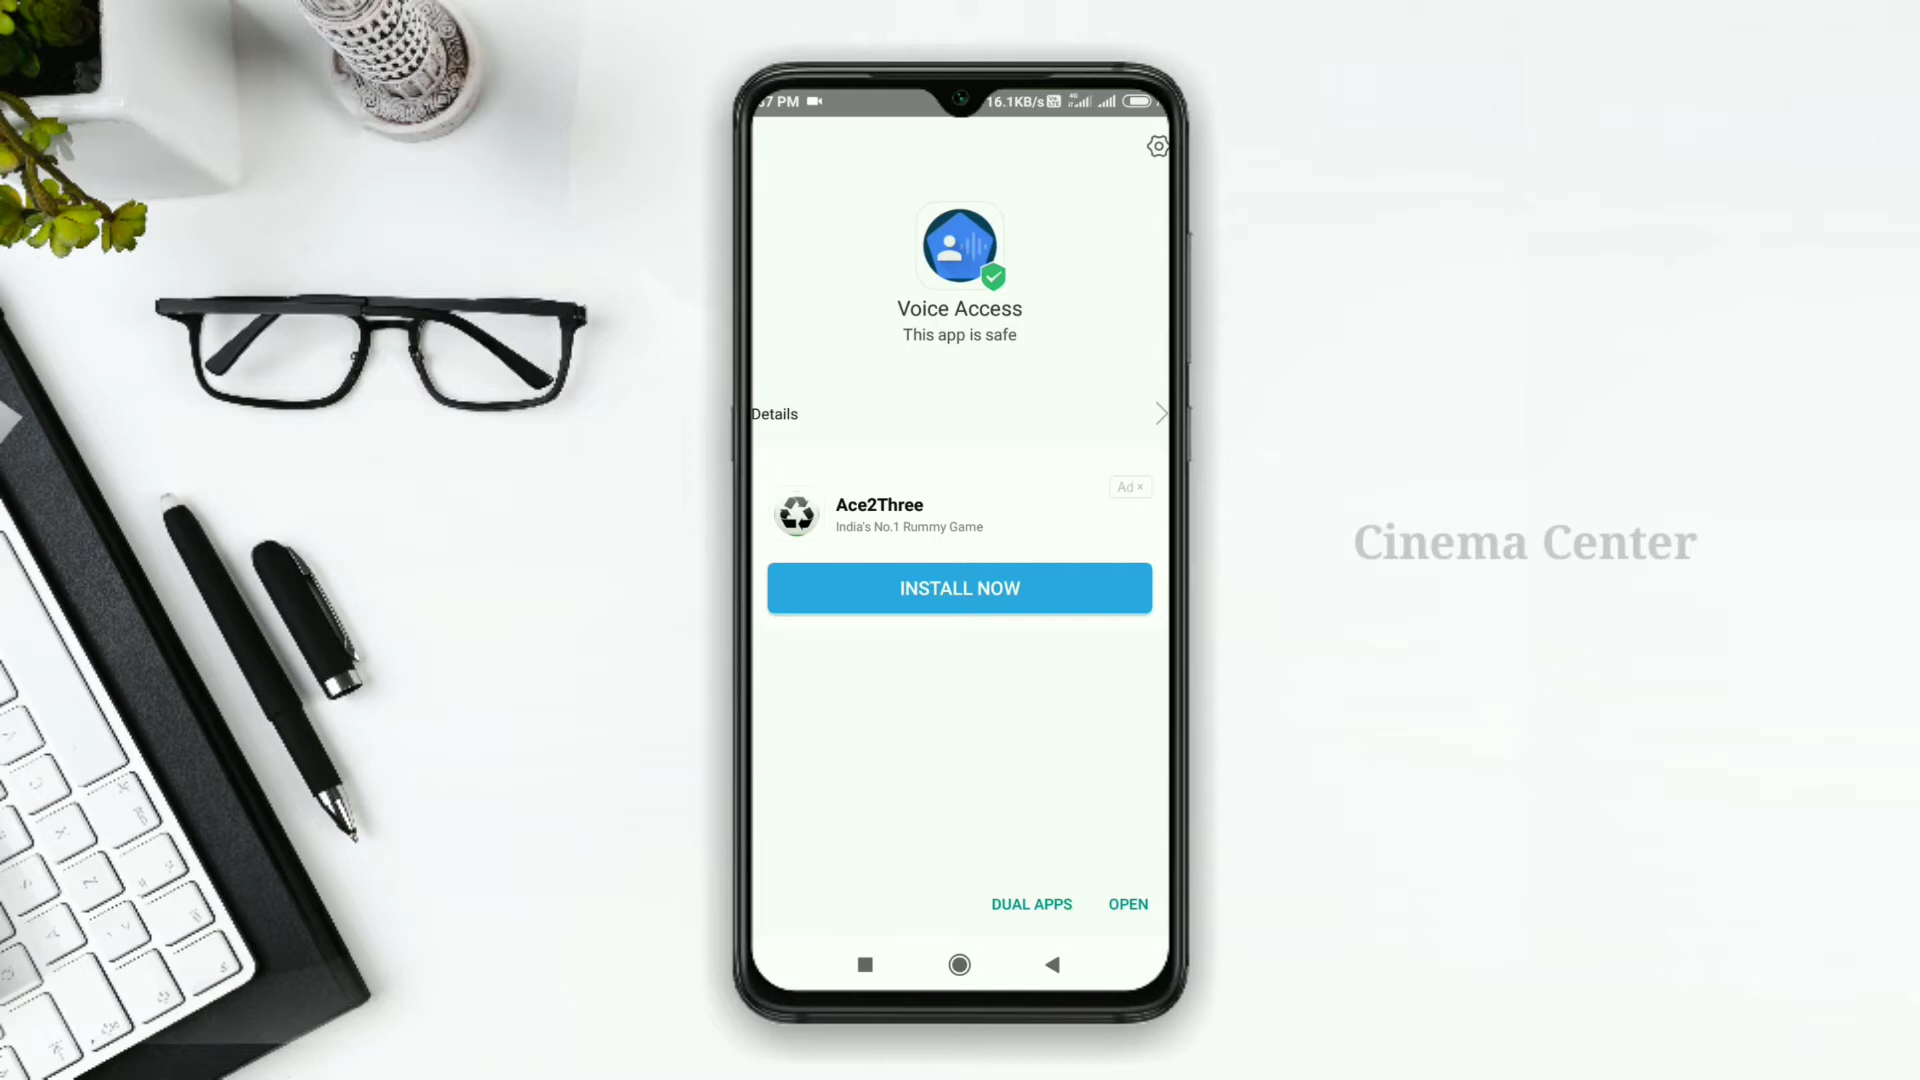 37 PM
16.1KB/s
4G
Voice Access
This app is safe
Details
Ad ×
Ace2Three
India's No.1 Rummy Game
INSTALL NOW
DUAL APPS
OPEN
Cinema Center